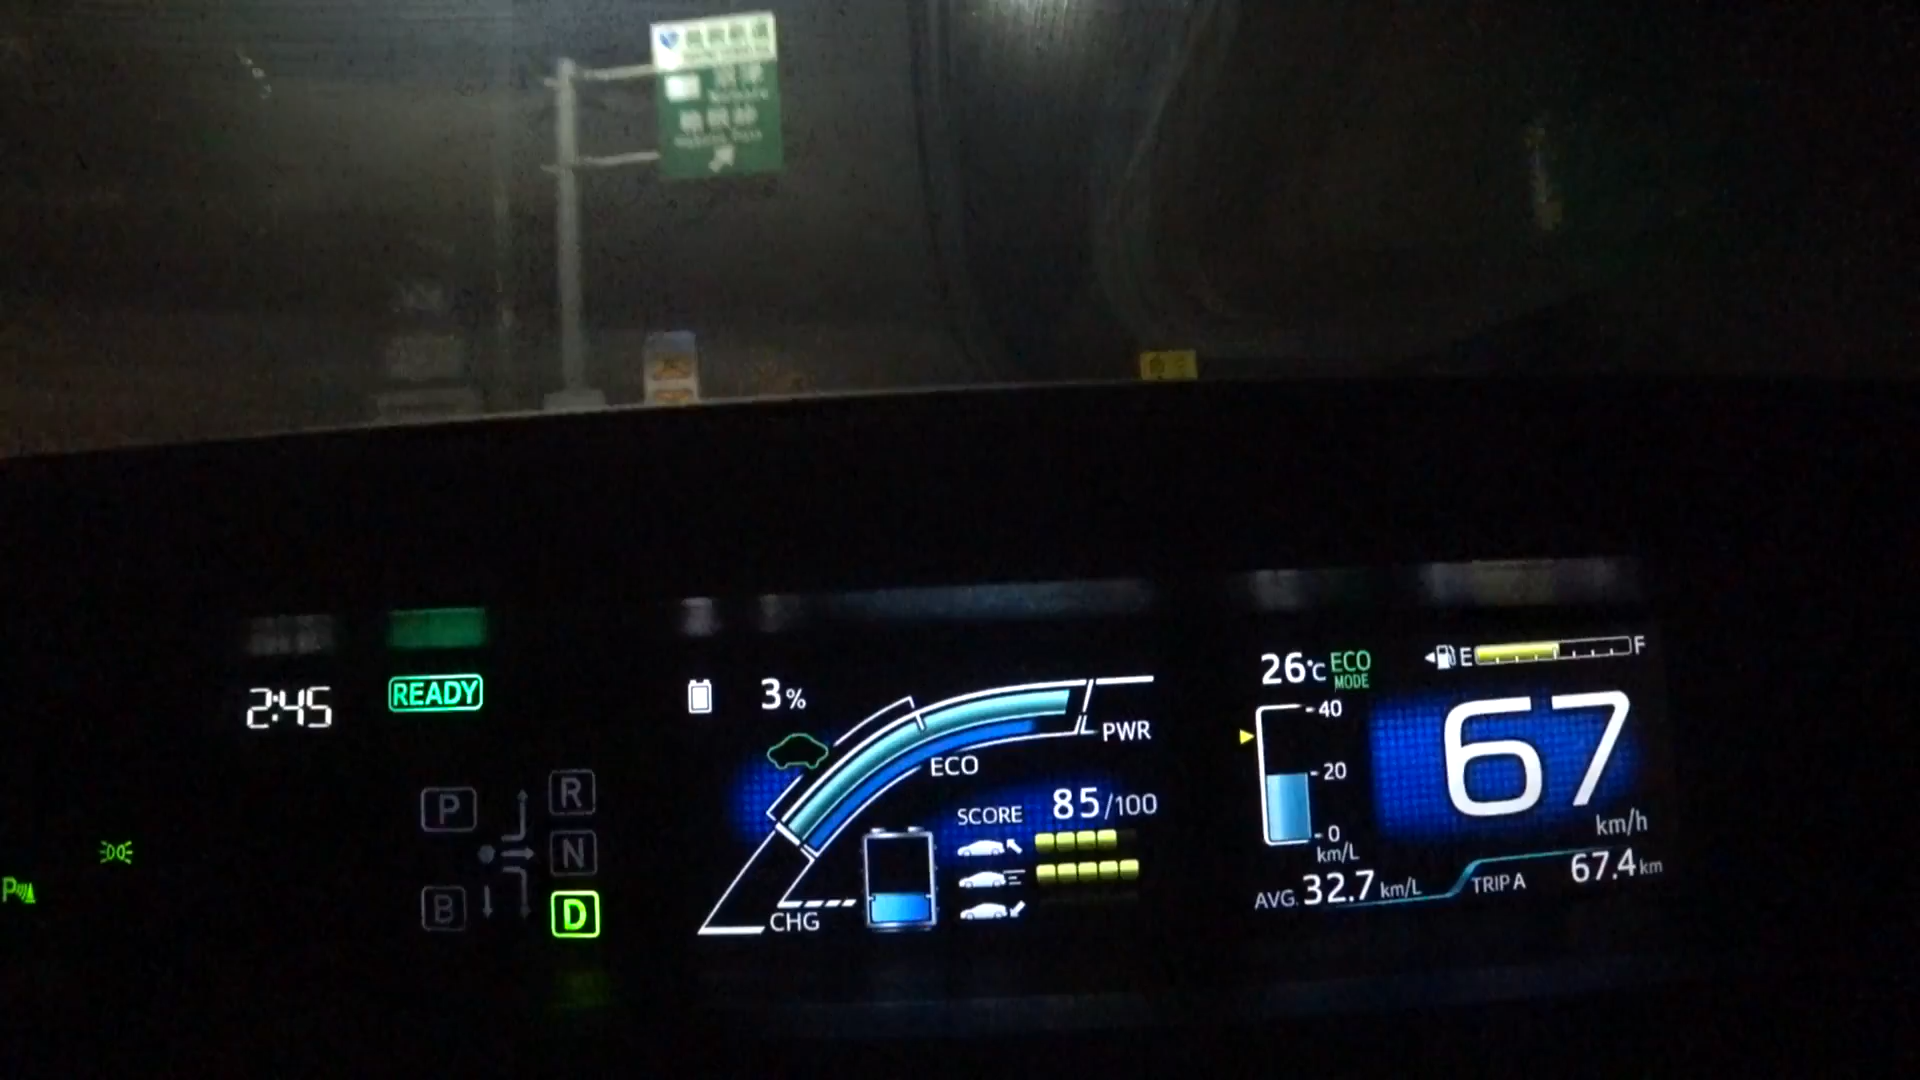 2:45
READY
P
R
N
B
D
P
3%
PWR
ECO
CHG
SCORE 85/100
26°C ECO MODE
E F
40
20
0
km/L
67
km/h
AVG. 32.7 km/L
TRIP A 67.4 km